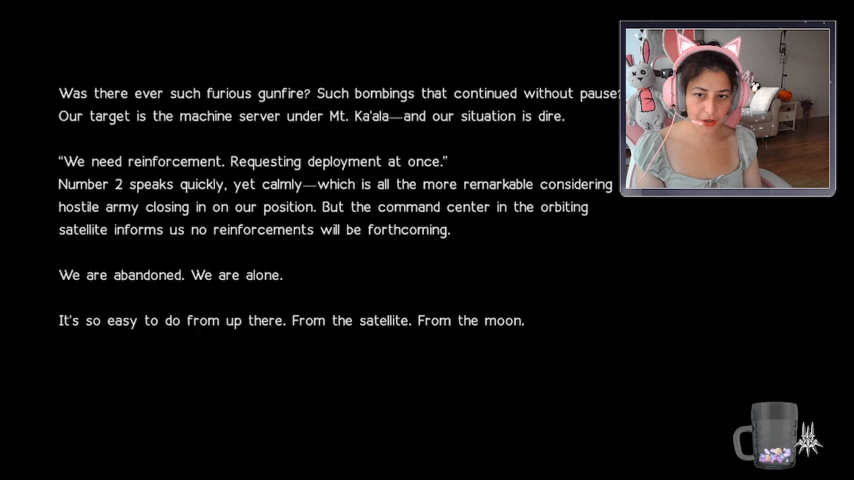 Was there ever such furious gunfire? Such bombings that continued without pause?
Our target is the machine server under Mt. Ka'ala—and our situation is dire.
“We need reinforcement. Requesting deployment at once.”
Number 2 speaks quickly, yet calmly—which is all the more remarkable considering
hostile army closing in on our position. But the command center in the orbiting
satellite informs us no reinforcements will be forthcoming.
We are abandoned. We are alone.
It's so easy to do from up there. From the satellite. From the moon.